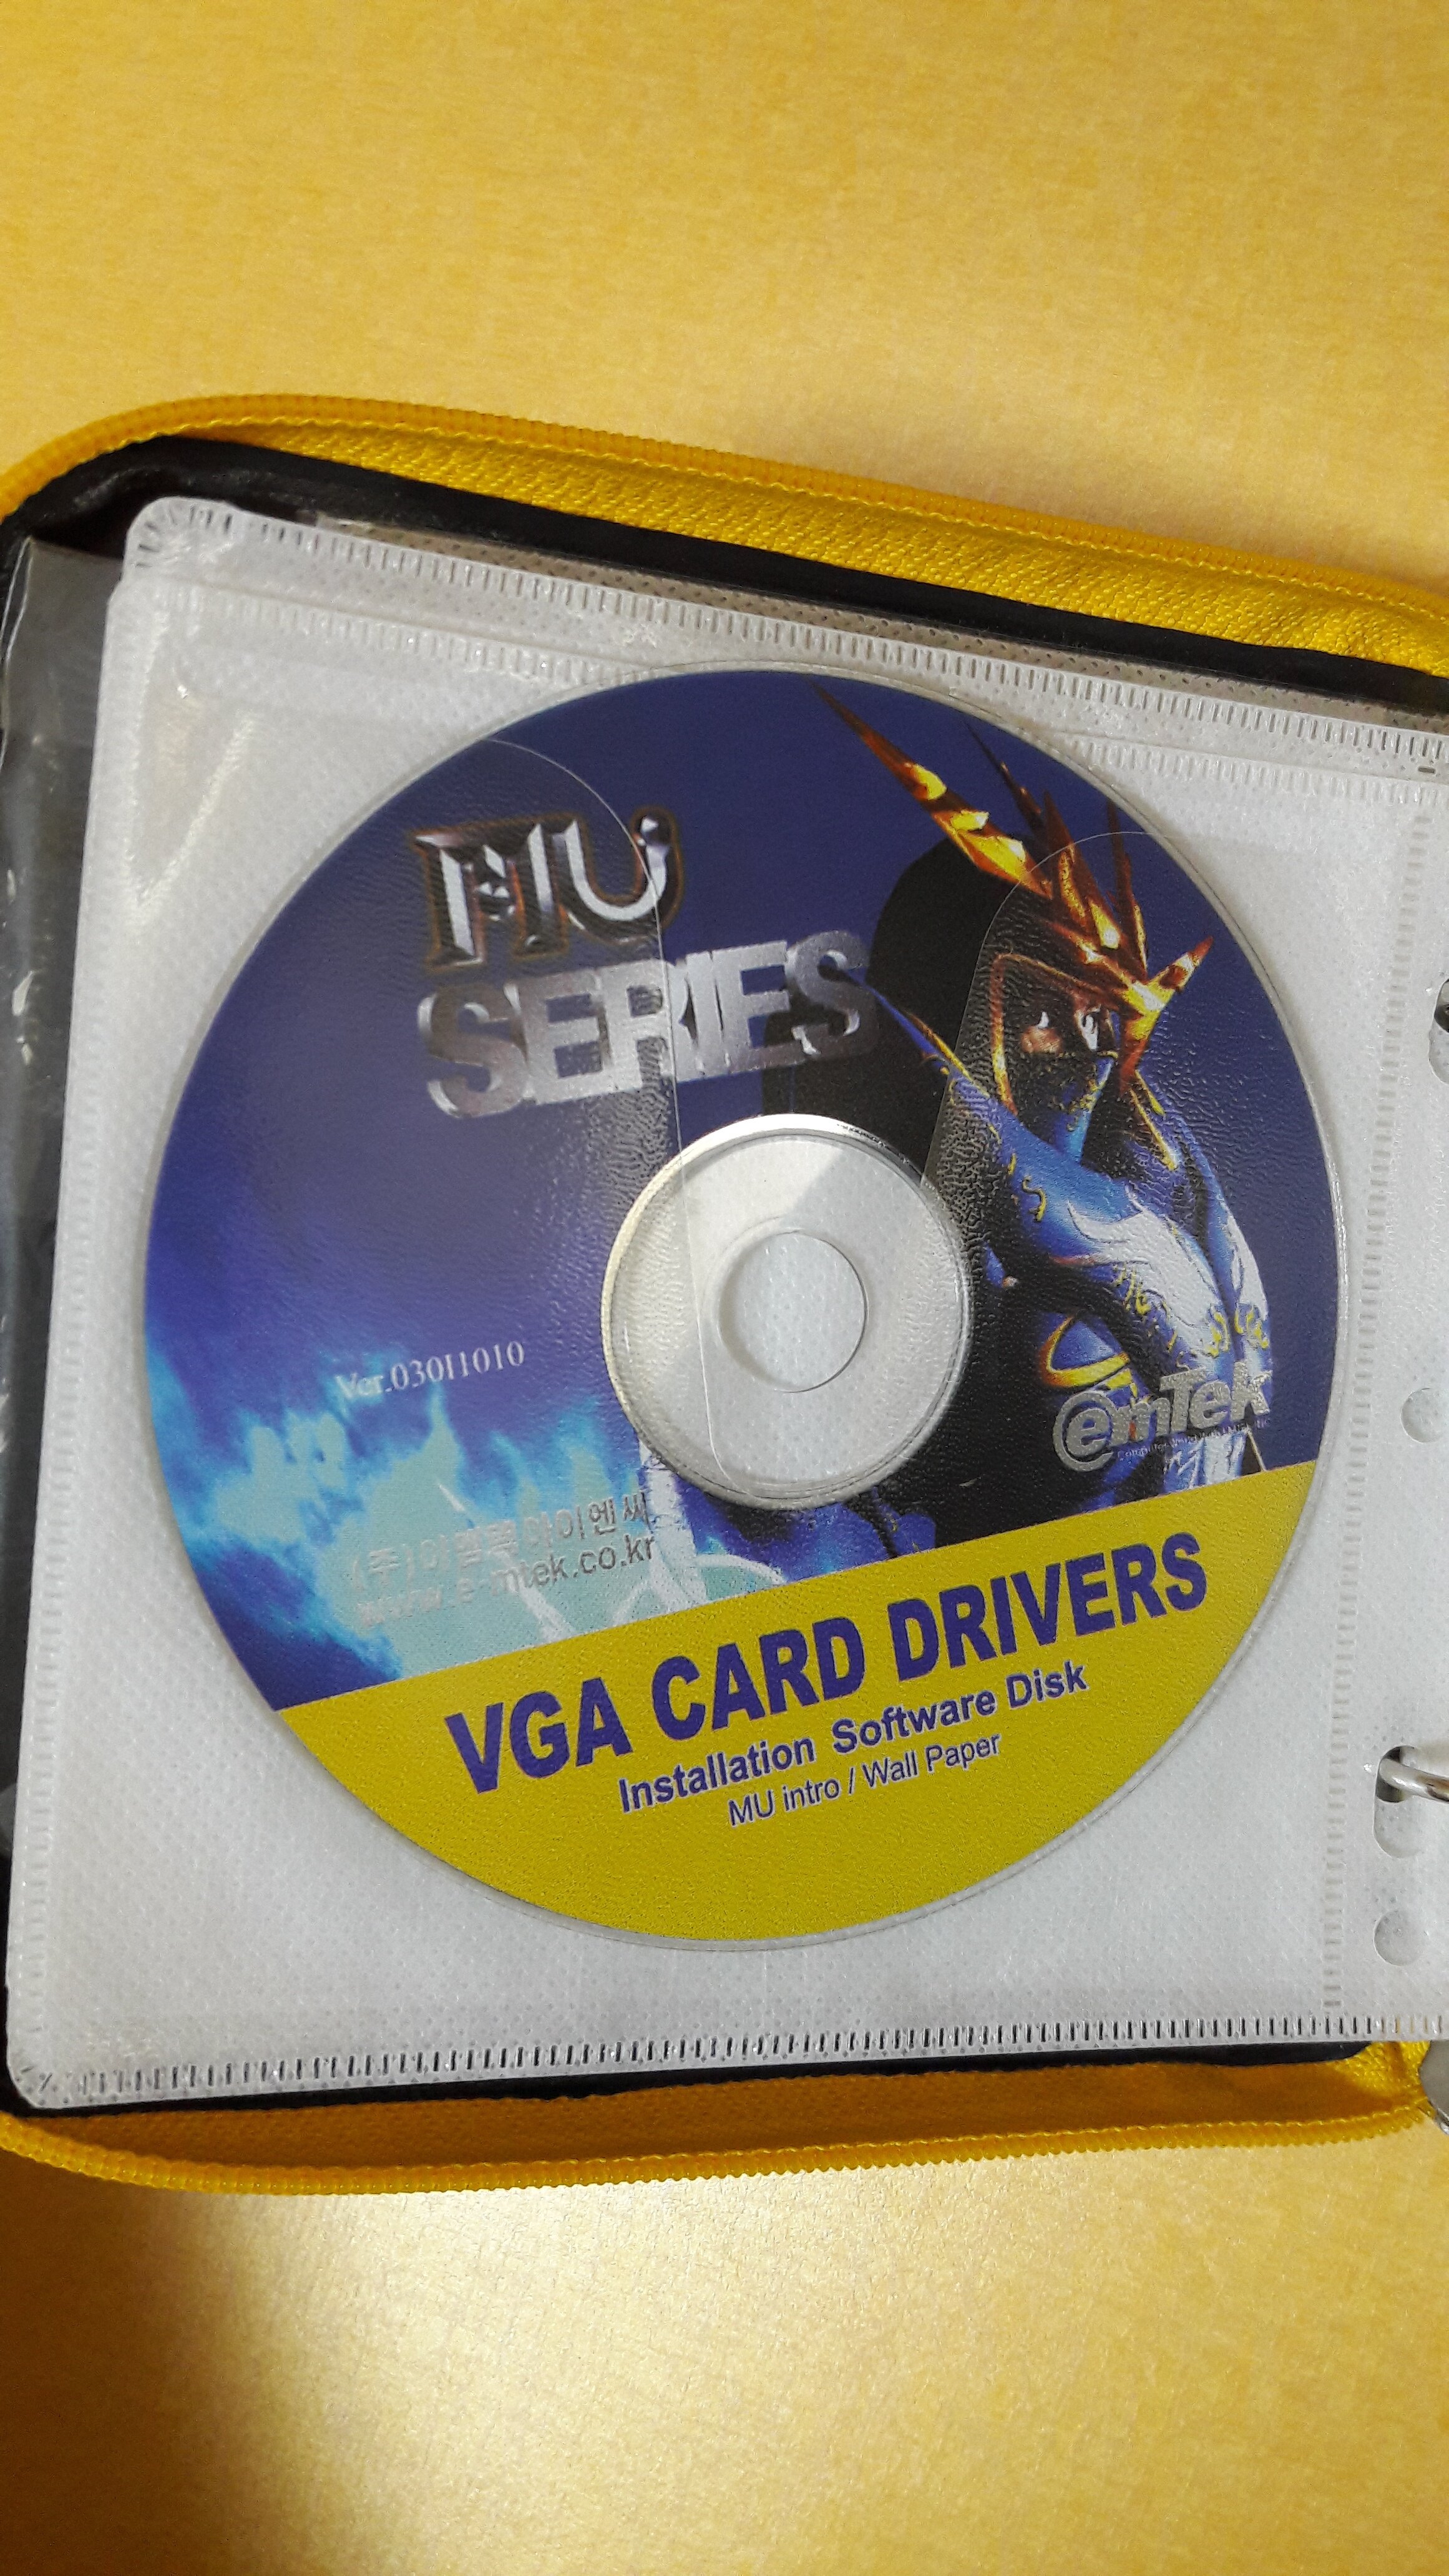 MU
SERIES
Ver.030I1010
emTek
(주)이엠텍아이엔씨
www.e-mtek.co.kr
VGA CARD DRIVERS
Installation Software Disk
MU intro / Wall Paper